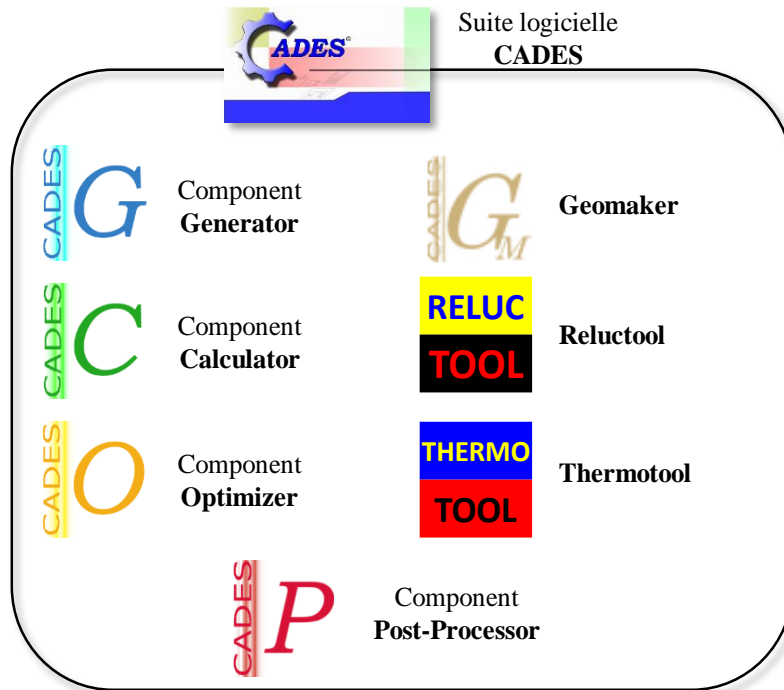 CADES
Suite logicielle
CADES
CADES
G
Component
Generator
CADES
GM
Geomaker
CADES
C
Component
Calculator
RELUC
TOOL
Reluctool
CADES
O
Component
Optimizer
THERMO
TOOL
Thermotool
CADES
P
Component
Post-Processor